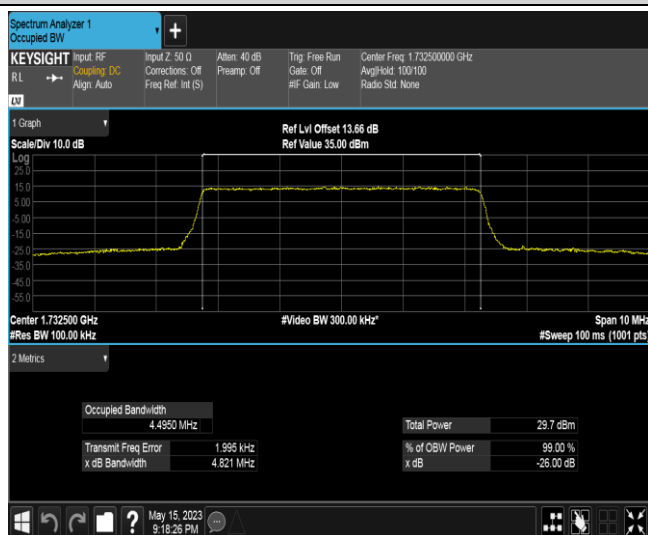 Spectrum Analyzer 1
Occupied BW
+
KEYSIGHT
RL
LXI
Input: RF
Coupling: DC
Align: Auto
Input Z: 50 Ω
Corrections: Off
Freq Ref: Int (S)
Atten: 40 dB
Preamp: Off
Trig: Free Run
Gate: Off
#IF Gain: Low
Center Freq: 1.732500000 GHz
Avg|Hold: 100/100
Radio Std: None
1 Graph
Scale/Div 10.0 dB
Ref Lvl Offset 13.66 dB
Ref Value 35.00 dBm
Log
25.0
15.0
5.00
-5.00
-15.0
-25.0
-35.0
-45.0
-55.0
Center 1.732500 GHz
#Res BW 100.00 kHz
#Video BW 300.00 kHz*
Span 10 MHz
#Sweep 100 ms (1001 pts)
2 Metrics
Occupied Bandwidth
4.4950 MHz
Total Power 29.7 dBm
Transmit Freq Error 1.995 kHz
% of OBW Power 99.00 %
x dB Bandwidth 4.821 MHz
x dB -26.00 dB
?
May 15, 2023
9:18:26 PM